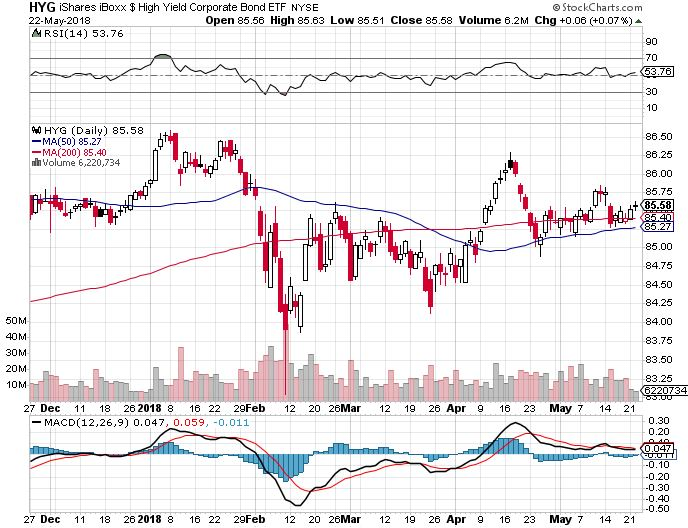 HYG iShares iBoxx $ High Yield Corporate Bond ETF NYSE © StockCharts.com
22-May-2018 Open 85.56 High 85.63 Low 85.51 Close 85.58 Volume 6.2M Chg +0.06 (+0.07%)
RSI(14) 53.76
90
70
53.76
30
10
HYG (Daily) 85.58
MA(50) 85.27
MA(200) 85.40
Volume 6,220,734
86.50
86.25
86.00
85.75
85.58
85.40
85.27
85.00
84.75
84.50
84.25
84.00
83.75
83.50
83.25
83.00
50M
40M
30M
20M
10M
6220734
27 Dec 11 18 26 2018 8 16 22 29 Feb 12 20 26 Mar 12 19 26 Apr 9 16 23 May 7 14 21
MACD(12,26,9) 0.047, 0.059, -0.011
0.30
0.20
0.10
0.047
-0.011
-0.10
-0.20
-0.30
-0.40
-0.50
27 Dec 11 18 26 2018 8 16 22 29 Feb 12 20 26 Mar 12 19 26 Apr 9 16 23 May 7 14 21